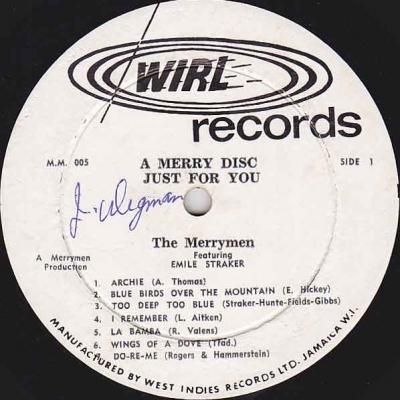 WIRL
records
M.M. 005
A MERRY DISC
JUST FOR YOU
SIDE 1
The Merrymen
Featuring
EMILE STRAKER
A Merrymen
Production
1. ARCHIE (A. Thomas)
2. BLUE BIRDS OVER THE MOUNTAIN (E. Hickey)
3. TOO DEEP TOO BLUE (Straker-Hunte-Fields-Gibbs)
4. I REMEMBER (L. Aitken)
5. LA BAMBA (R. Valens)
6. WINGS OF A DOVE (Trad.)
7. DO-RE-ME (Rogers & Hammerstein)
MANUFACTURED BY WEST INDIES RECORDS LTD. JAMAICA W.I.